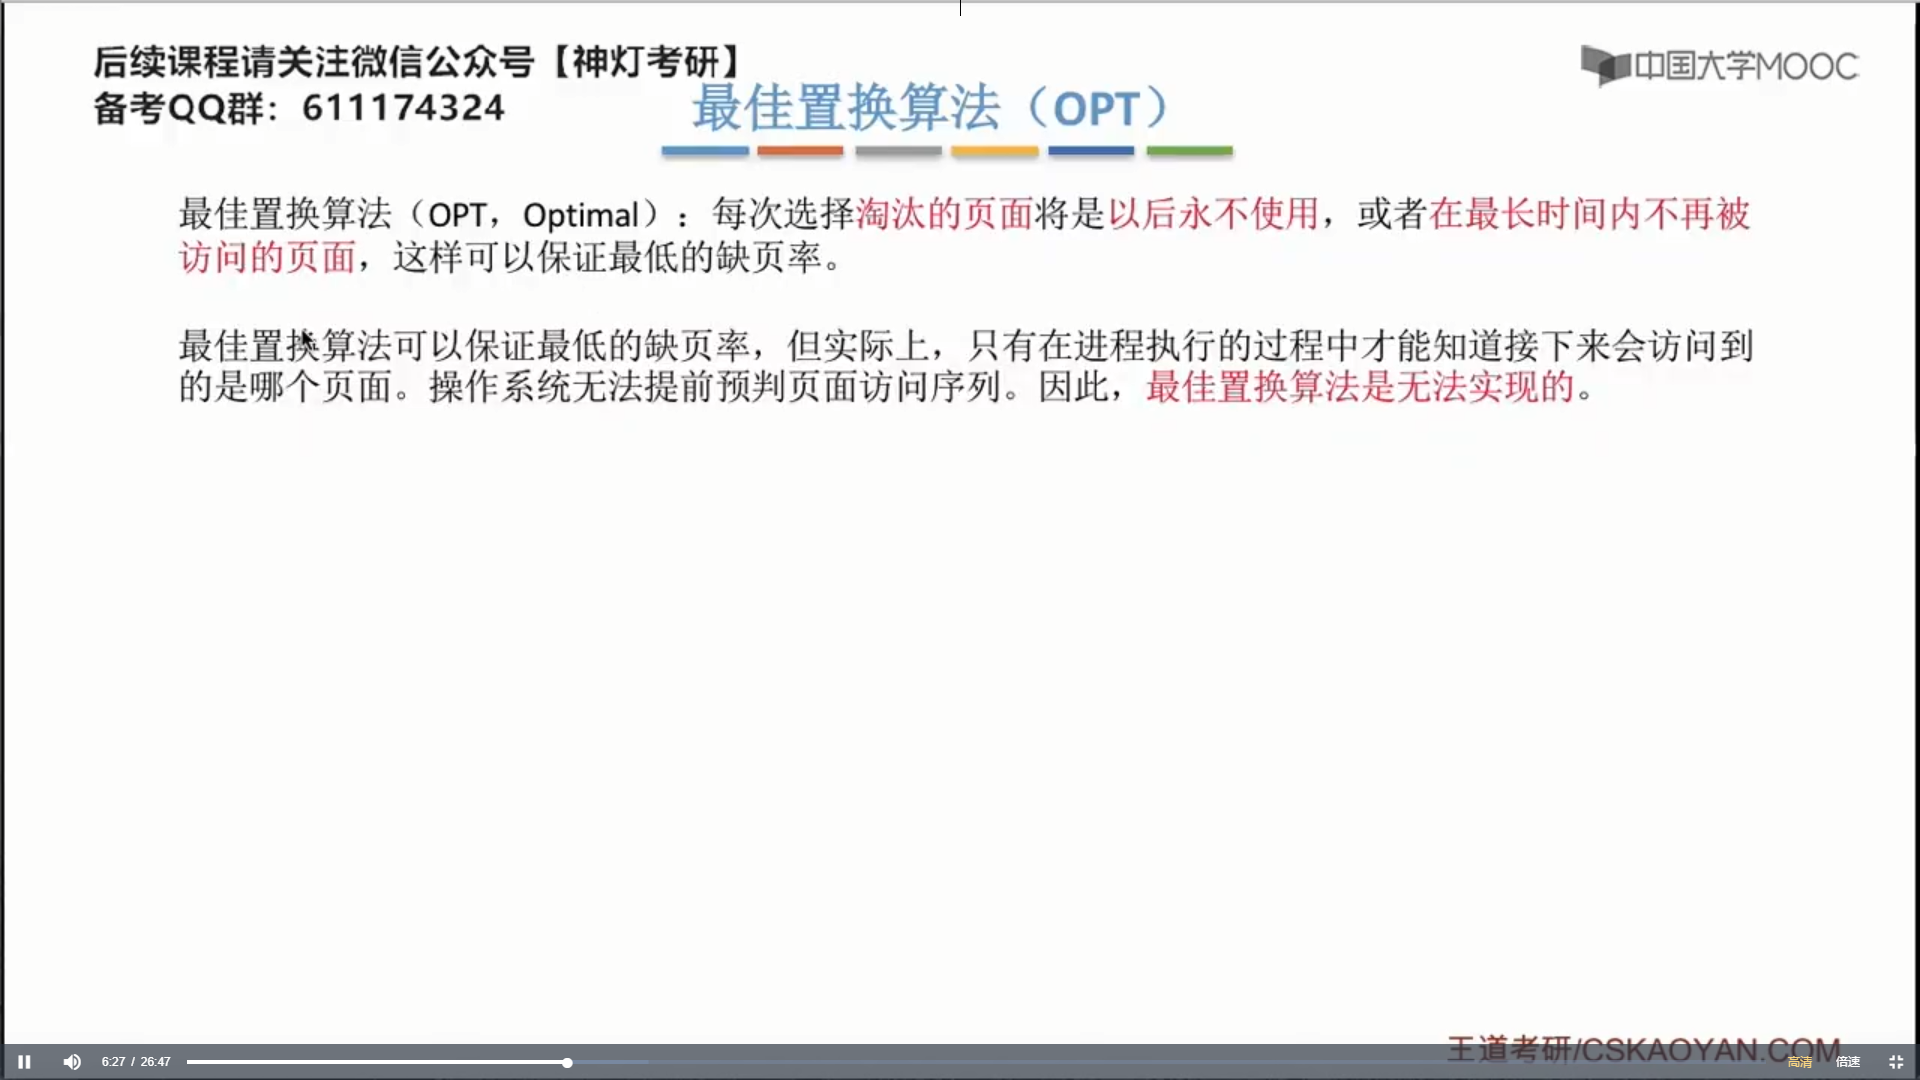 后续课程请关注微信公众号【神灯考研】
备考QQ群：611174324
中国大学MOOC
最佳置换算法（OPT）
最佳置换算法（OPT，Optimal）：每次选择淘汰的页面将是以后永不使用，或者在最长时间内不再被
访问的页面，这样可以保证最低的缺页率。
最佳置换算法可以保证最低的缺页率，但实际上，只有在进程执行的过程中才能知道接下来会访问到
的是哪个页面。操作系统无法提前预判页面访问序列。因此，最佳置换算法是无法实现的。
王道考研/CSKAOYAN.COM
6:27 / 26:47
高清
倍速